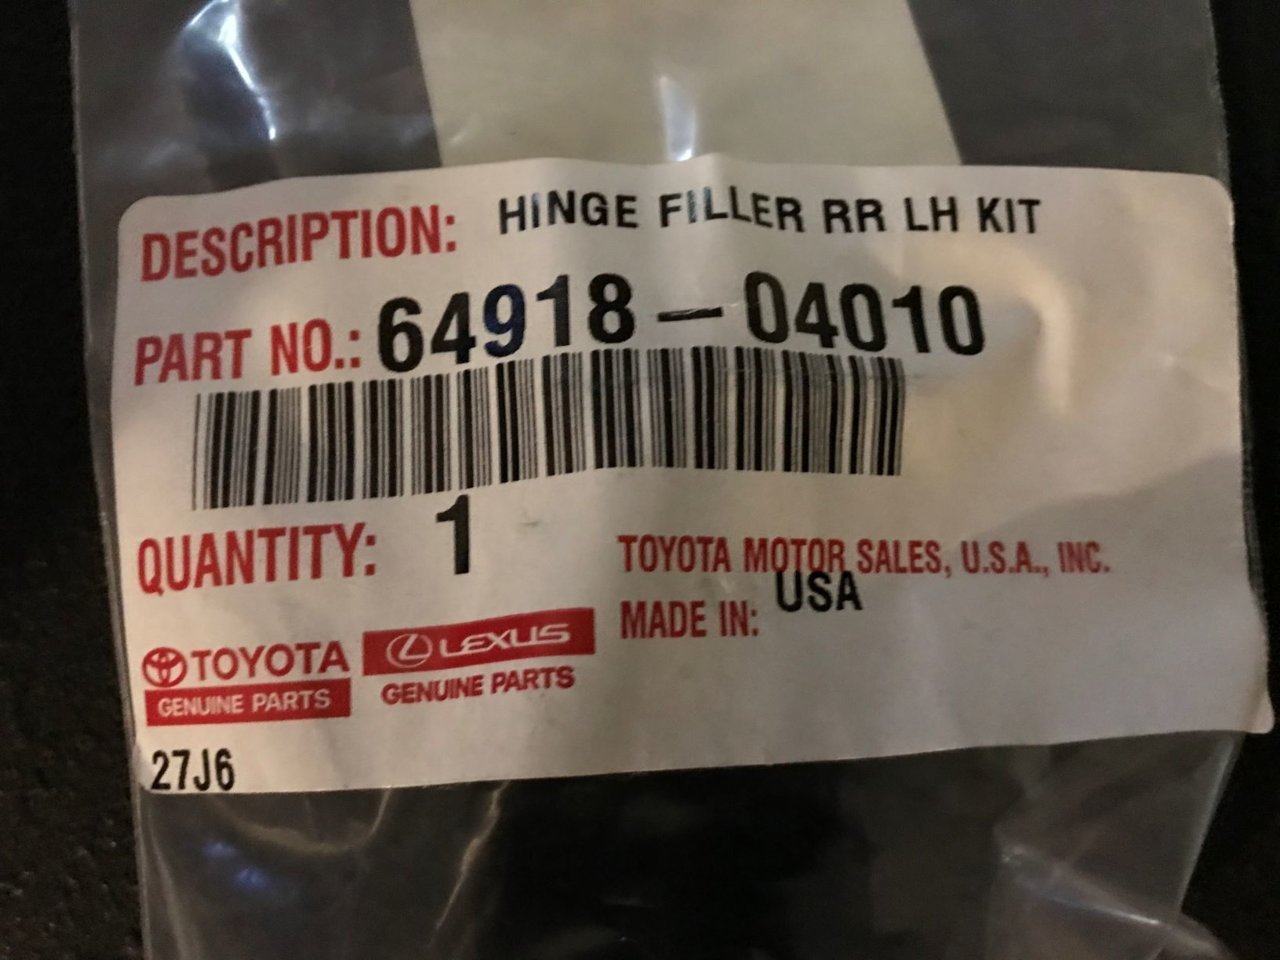 DESCRIPTION: HINGE FILLER RR LH KIT
PART NO.: 64918-04010
QUANTITY: 1
TOYOTA MOTOR SALES, U.S.A., INC.
MADE IN: USA
TOYOTA
GENUINE PARTS
LEXUS
GENUINE PARTS
27J6